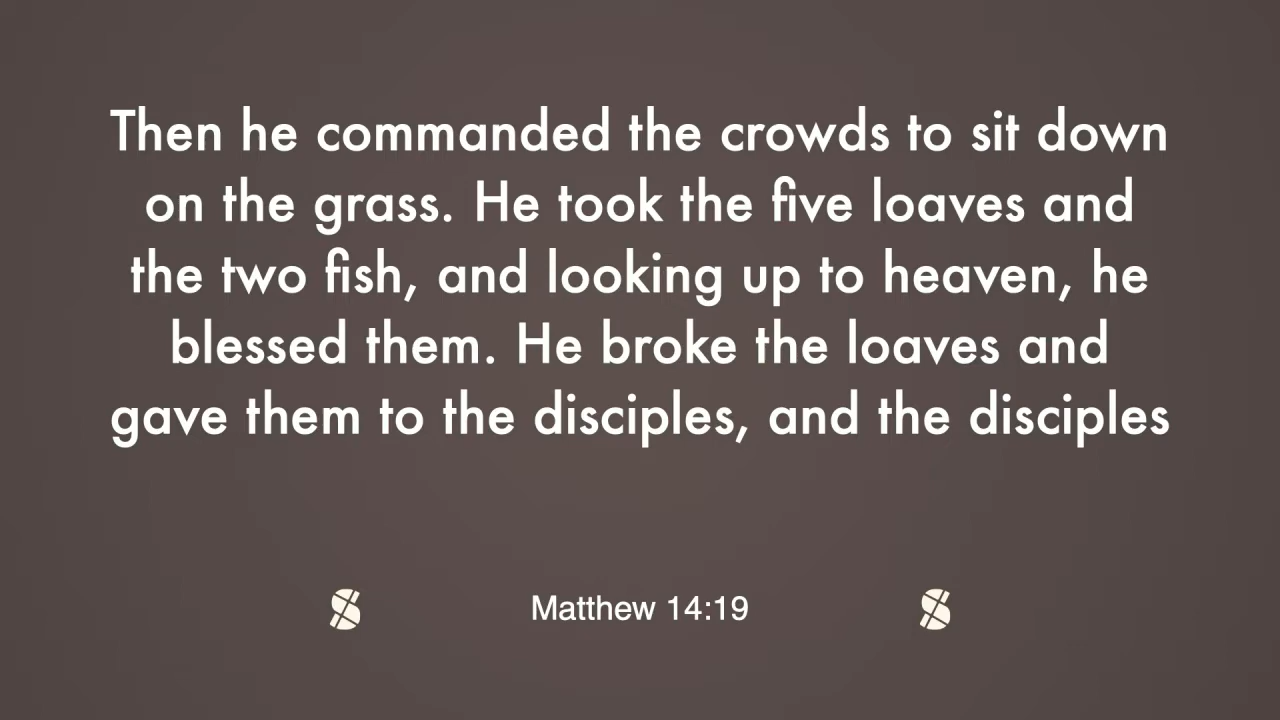 Then he commanded the crowds to sit down
on the grass. He took the five loaves and
the two fish, and looking up to heaven, he
blessed them. He broke the loaves and
gave them to the disciples, and the disciples
Matthew 14:19